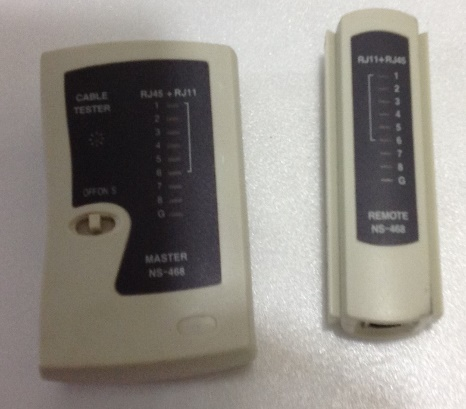 CABLE
TESTER
RJ45 + RJ11
1
2
3
4
5
6
7
8
G
OFF ON S
MASTER
NS-468
RJ11+RJ45
1
2
3
4
5
6
7
8
G
REMOTE
NS-468